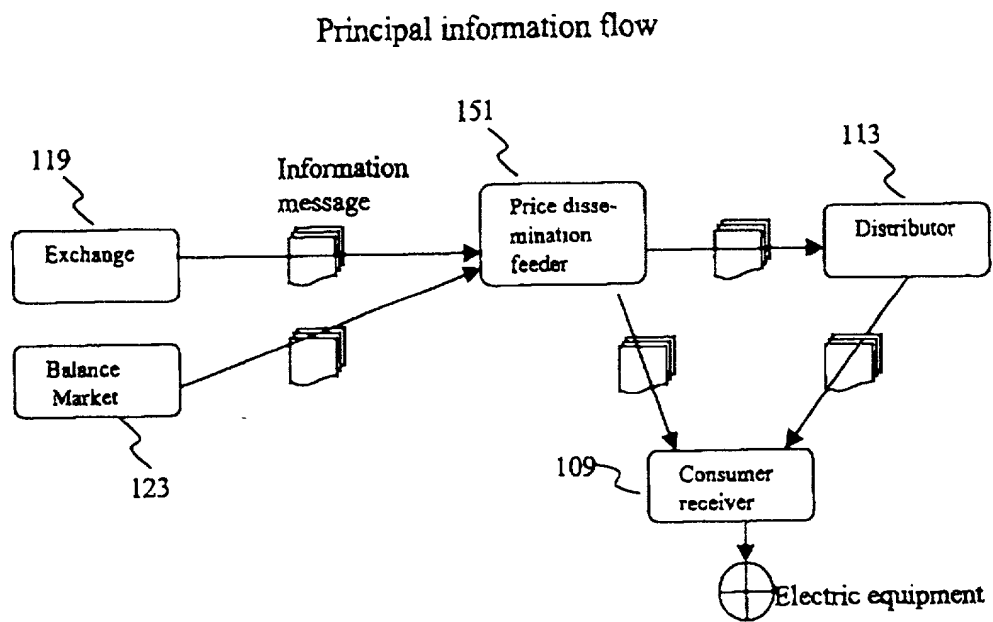 Principal information flow
151
113
119
Information
message
Price disse-
mination
feeder
Distributor
Exchange
Balance
Market
123
109
Consumer
receiver
Electric equipment